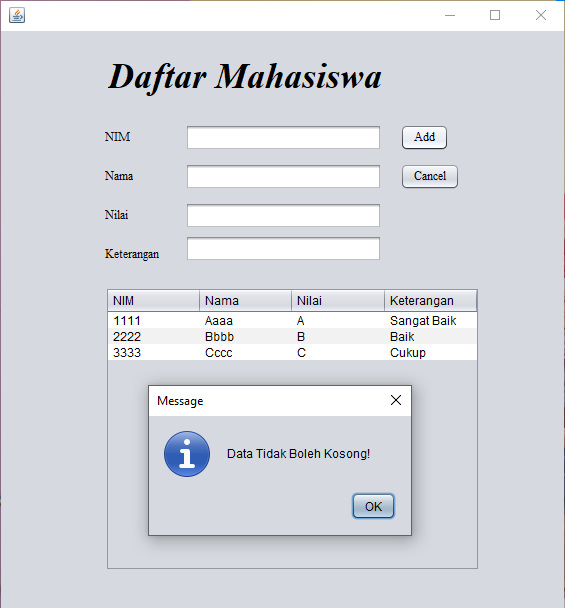 Daftar Mahasiswa
NIM Add
Nama Cancel
Nilai
Keterangan
NIM Nama Nilai Keterangan
1111 Aaaa A Sangat Baik
2222 Bbbb B Baik
3333 Cccc C Cukup
Message
Data Tidak Boleh Kosong!
OK